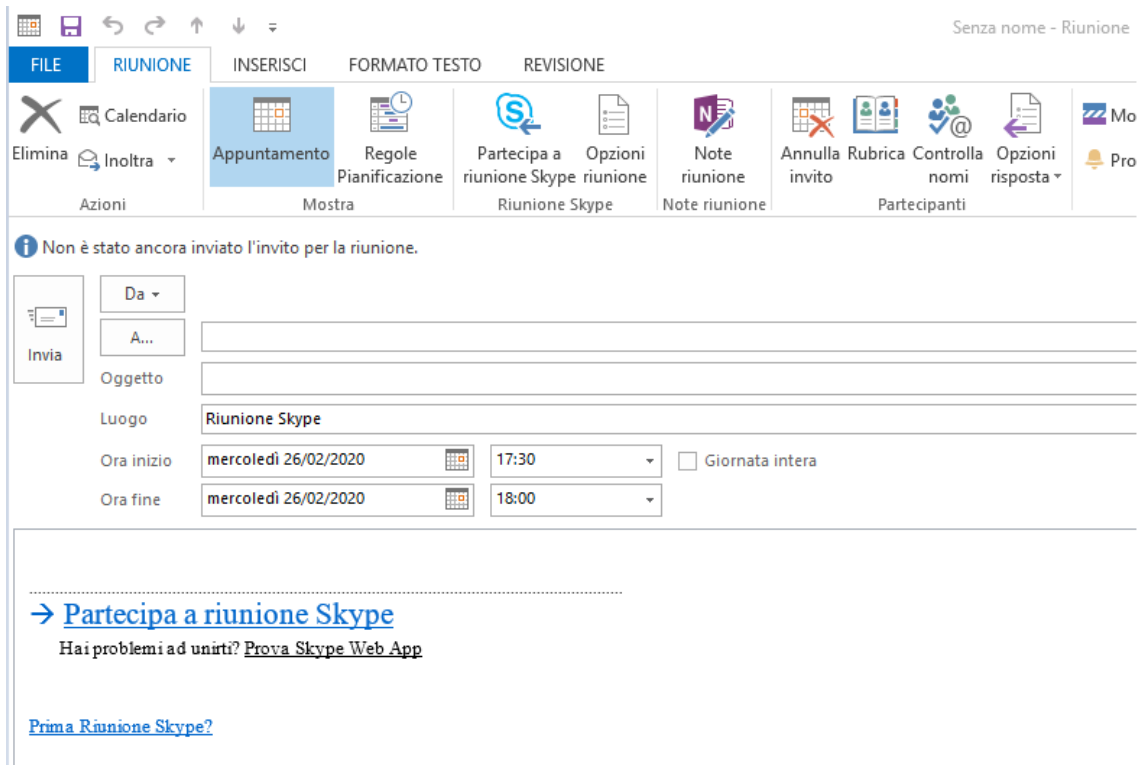 Senza nome - Riunione
FILE RIUNIONE INSERISCI FORMATO TESTO REVISIONE
Elimina
Calendario
Inoltra
Azioni
Appuntamento
Regole
Pianificazione
Mostra
Partecipa a
riunione Skype
Opzioni
riunione
Riunione Skype
Note
riunione
Note riunione
Annulla
invito
Rubrica
Controlla
nomi
Opzioni
risposta
Partecipanti
Mo
Pro
Non è stato ancora inviato l'invito per la riunione.
Invia
Da
A...
Oggetto
Luogo Riunione Skype
Ora inizio mercoledì 26/02/2020 17:30 Giornata intera
Ora fine mercoledì 26/02/2020 18:00
→ Partecipa a riunione Skype
Hai problemi ad unirti? Prova Skype Web App
Prima Riunione Skype?